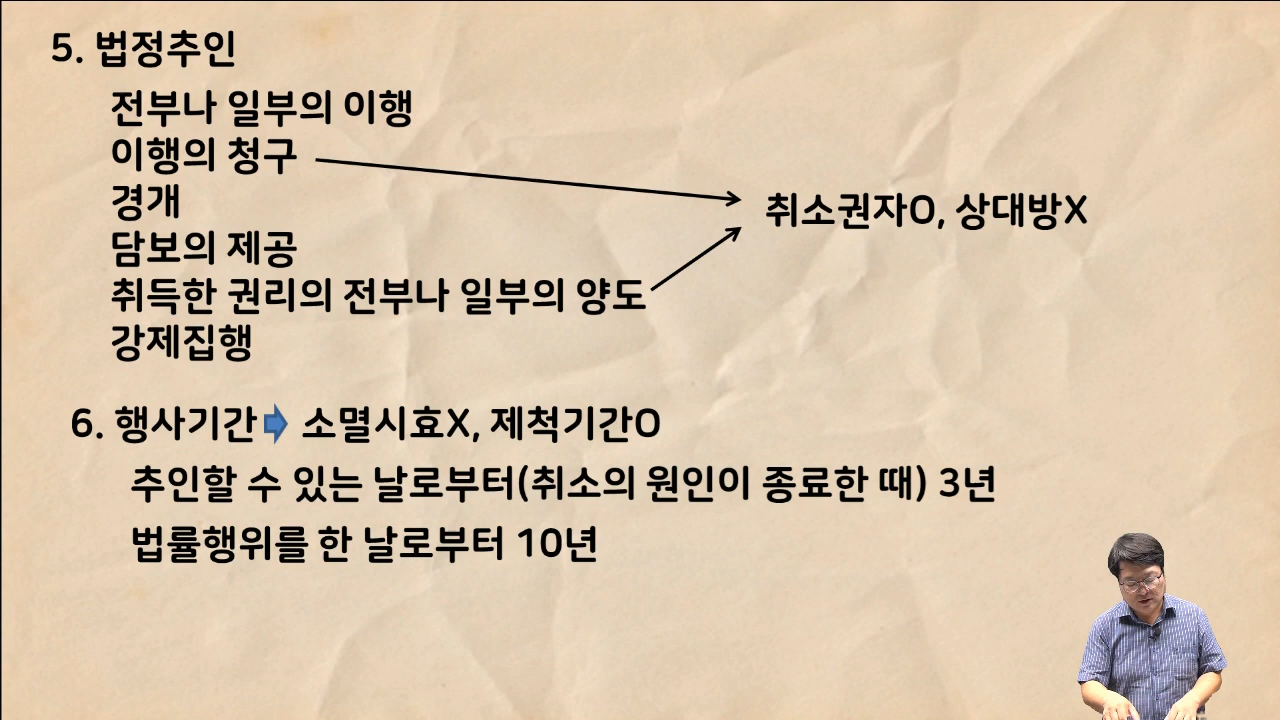 5. 법정추인
전부나 일부의 이행
이행의 청구
경개
담보의 제공
취득한 권리의 전부나 일부의 양도
강제집행
취소권자O, 상대방X
6. 행사기간 소멸시효X, 제척기간O
추인할 수 있는 날로부터(취소의 원인이 종료한 때) 3년
법률행위를 한 날로부터 10년